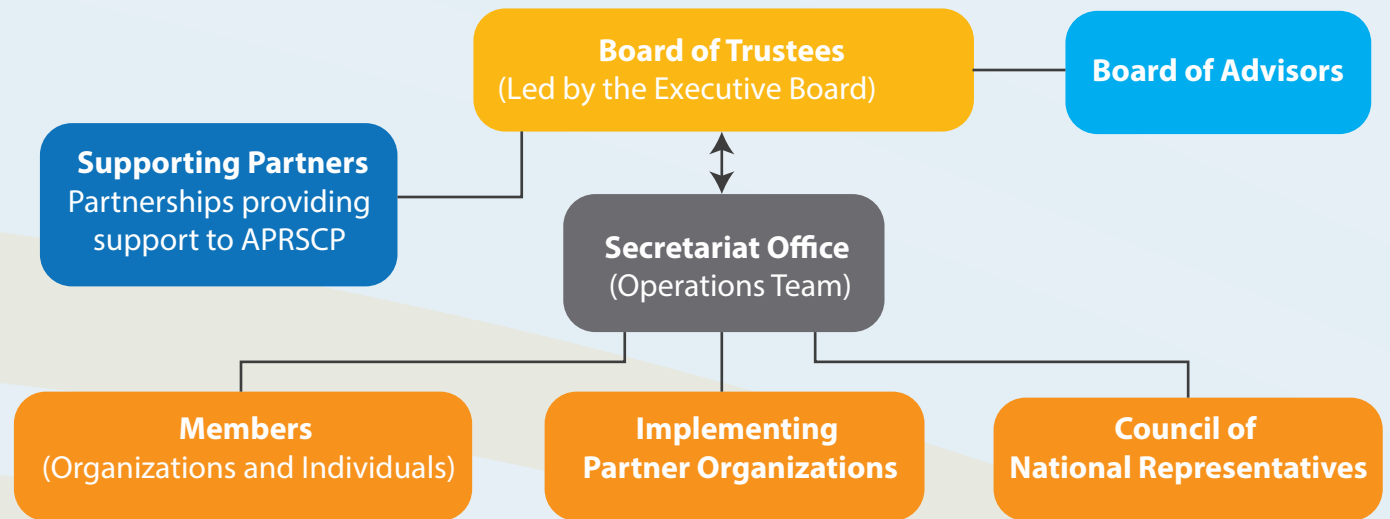 Board of Trustees
(Led by the Executive Board)
Board of Advisors
Supporting Partners
Partnerships providing
support to APRSCP
Secretariat Office
(Operations Team)
Members
(Organizations and Individuals)
Implementing
Partner Organizations
Council of
National Representatives